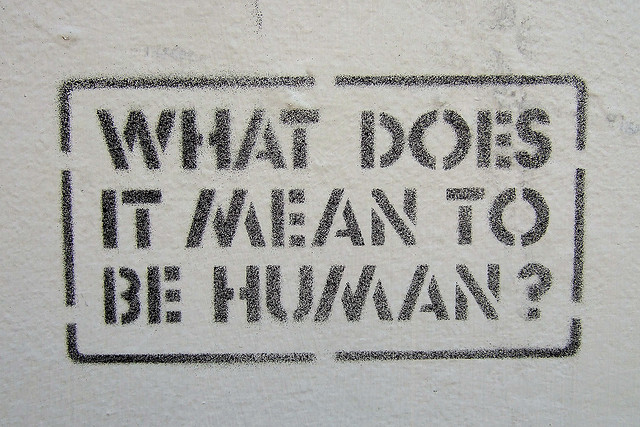 WHAT DOES
IT MEAN TO
BE HUMAN?